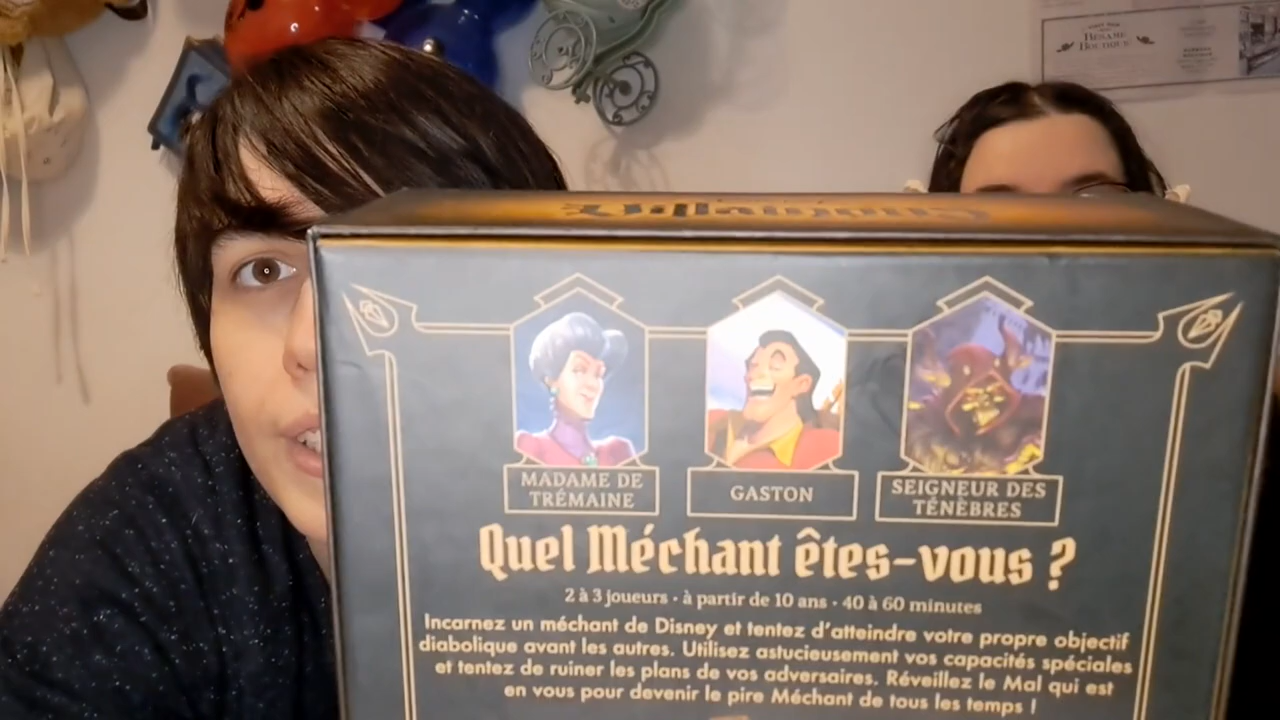 BÉSAME
BOUTIQUE
Villainous
MADAME DE
TRÉMAINE
GASTON
SEIGNEUR DES
TÉNÈBRES
Quel Méchant êtes-vous ?
2 à 3 joueurs • à partir de 10 ans • 40 à 60 minutes
Incarnez un méchant de Disney et tentez d'atteindre votre propre objectif
diabolique avant les autres. Utilisez astucieusement vos capacités spéciales
et tentez de ruiner les plans de vos adversaires. Réveillez le Mal qui est
en vous pour devenir le pire Méchant de tous les temps !